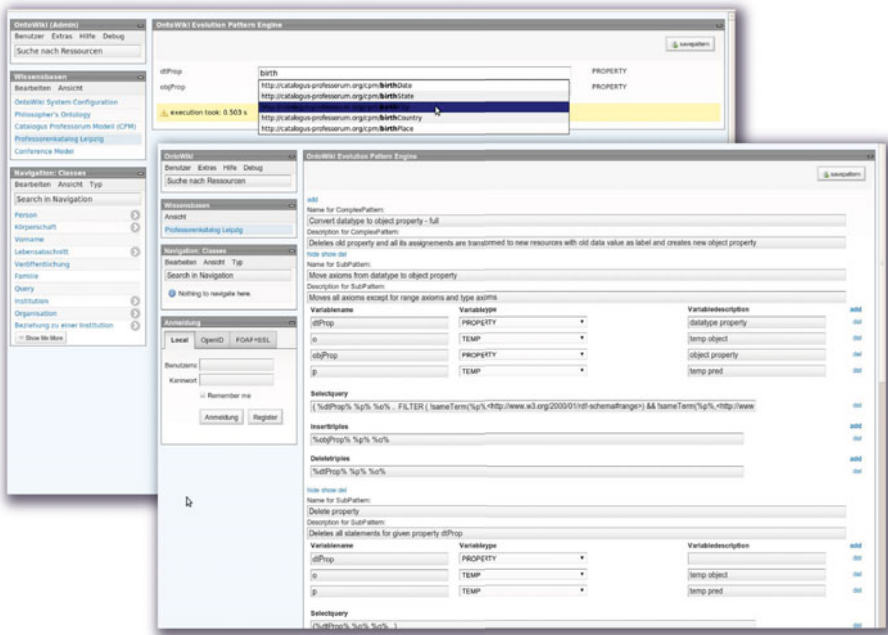 OntoWiki (Admin)
Benutzer Extras Hilfe Debug
Suche nach Ressourcen
Wissensbasen
Bearbeiten Ansicht
OntoWiki System Configuration
Philosopher's Ontology
Catalogus Professorum Modell (CPM)
Professorenkatalog Leipzig
Conference Model
Navigation: Classes
Bearbeiten Ansicht Typ
Search in Navigation
Person
Körperschaft
Vorname
Lebensabschnitt
Veröffentlichung
Familie
Query
Institution
Organisation
Beziehung zu einer Institution
Show Me More
OntoWiki Evolution Pattern Engine
savepattern
dtProp birth PROPERTY
objProp PROPERTY
http://catalogus-professorum.org/cpm/birthDate
http://catalogus-professorum.org/cpm/birthState
http://catalogus-professorum.org/cpm/birthCountry
http://catalogus-professorum.org/cpm/birthPlace
execution took: 0.503 s
OntoWiki
Benutzer Extras Hilfe Debug
Suche nach Ressourcen
Wissensbasen
Ansicht
Professorenkatalog Leipzig
Navigation: Classes
Bearbeiten Ansicht Typ
Search in Navigation
Nothing to navigate here.
Anmeldung
Local OpenID FOAF+SSL
Kennwort
Remember me
Anmeldung Register
OntoWiki Evolution Pattern Engine
savepattern
add
Name for ComplexPattern:
Convert datatype to object property - full
Description for ComplexPattern:
Deletes old property and all its assignements are transformed to new resources with old data value as label and creates new object property
hide show del
Name for SubPattern:
Move axioms from datatype to object property
Description for SubPattern:
Moves all axioms except for range axioms and type axioms
Variablename Variabletype Variabledescription add
dtProp PROPERTY datatype property del
o TEMP temp object del
objProp PROPERTY object property del
p TEMP temp pred del
Selectquery
{ %dtProp% %p% %o% . FILTER ( !sameTerm(%p%,<http://www.w3.org/2000/01/rdf-schema#range>) && !sameTerm(%p%,<http://www del
Inserttriples add
%objProp% %p% %o% del
Deletetriples add
%dtProp% %p% %o% del
hide show del
Name for SubPattern:
Delete property
Description for SubPattern:
Deletes all statements for given property dtProp
Variablename Variabletype Variabledescription add
dtProp PROPERTY del
o TEMP temp object del
p TEMP temp pred del
Selectquery
{%dtProp% %p% %o% . }